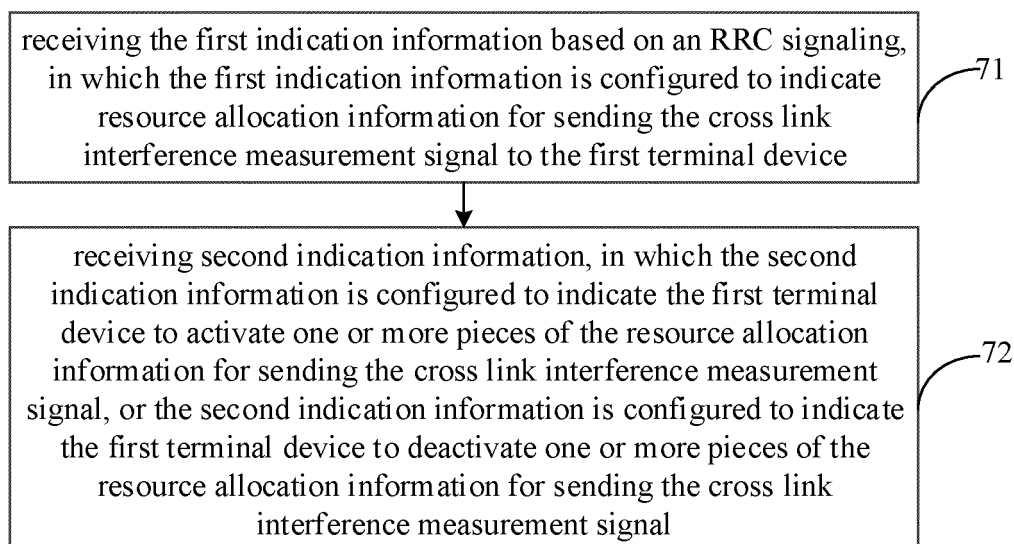 receiving the first indication information based on an RRC signaling,
in which the first indication information is configured to indicate
resource allocation information for sending the cross link
interference measurement signal to the first terminal device
71
receiving second indication information, in which the second
indication information is configured to indicate the first terminal
device to activate one or more pieces of the resource allocation
information for sending the cross link interference measurement
signal, or the second indication information is configured to indicate
the first terminal device to deactivate one or more pieces of the
resource allocation information for sending the cross link
interference measurement signal
72